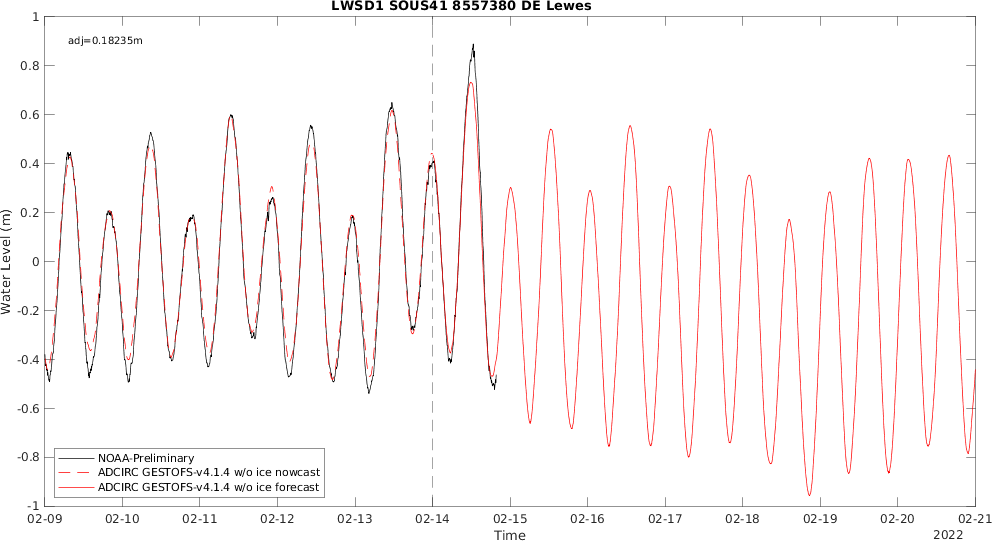 LWSD1 SOUS41 8557380 DE Lewes
adj=0.18235m
1
0.8
0.6
0.4
0.2
0
-0.2
-0.4
-0.6
-0.8
-1
Water Level (m)
NOAA-Preliminary
ADCIRC GESTOFS-v4.1.4 w/o ice nowcast
ADCIRC GESTOFS-v4.1.4 w/o ice forecast
02-09 02-10 02-11 02-12 02-13 02-14 02-15 02-16 02-17 02-18 02-19 02-20 02-21
Time
2022